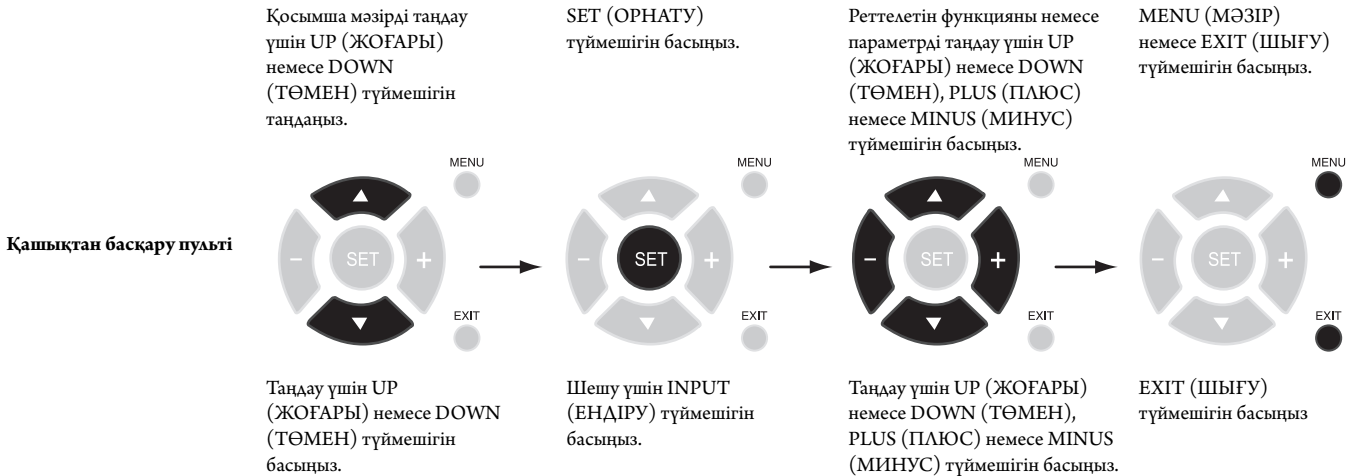 Қосымша мәзірді таңдау
үшін UP (ЖОҒАРЫ)
немесе DOWN
(ТӨМЕН) түймешігін
таңдаңыз.
SET (ОРНАТУ)
түймешігін басыңыз.
Реттелетін функцияны немесе
параметрді таңдау үшін UP
(ЖОҒАРЫ) немесе DOWN
(ТӨМЕН), PLUS (ПЛЮС)
немесе MINUS (МИНУС)
түймешігін басыңыз.
MENU (МӘЗІР)
немесе EXIT (ШЫҒУ)
түймешігін басыңыз.
Қашықтан басқару пульті
MENU
- SET +
EXIT
MENU
- SET +
EXIT
MENU
- SET +
EXIT
MENU
- SET +
EXIT
Таңдау үшін UP
(ЖОҒАРЫ) немесе DOWN
(ТӨМЕН) түймешігін
басыңыз.
Шешу үшін INPUT
(ЕНДІРУ) түймешігін
басыңыз.
Таңдау үшін UP (ЖОҒАРЫ)
немесе DOWN (ТӨМЕН),
PLUS (ПЛЮС) немесе MINUS
(МИНУС) түймешігін басыңыз.
EXIT (ШЫҒУ)
түймешігін басыңыз